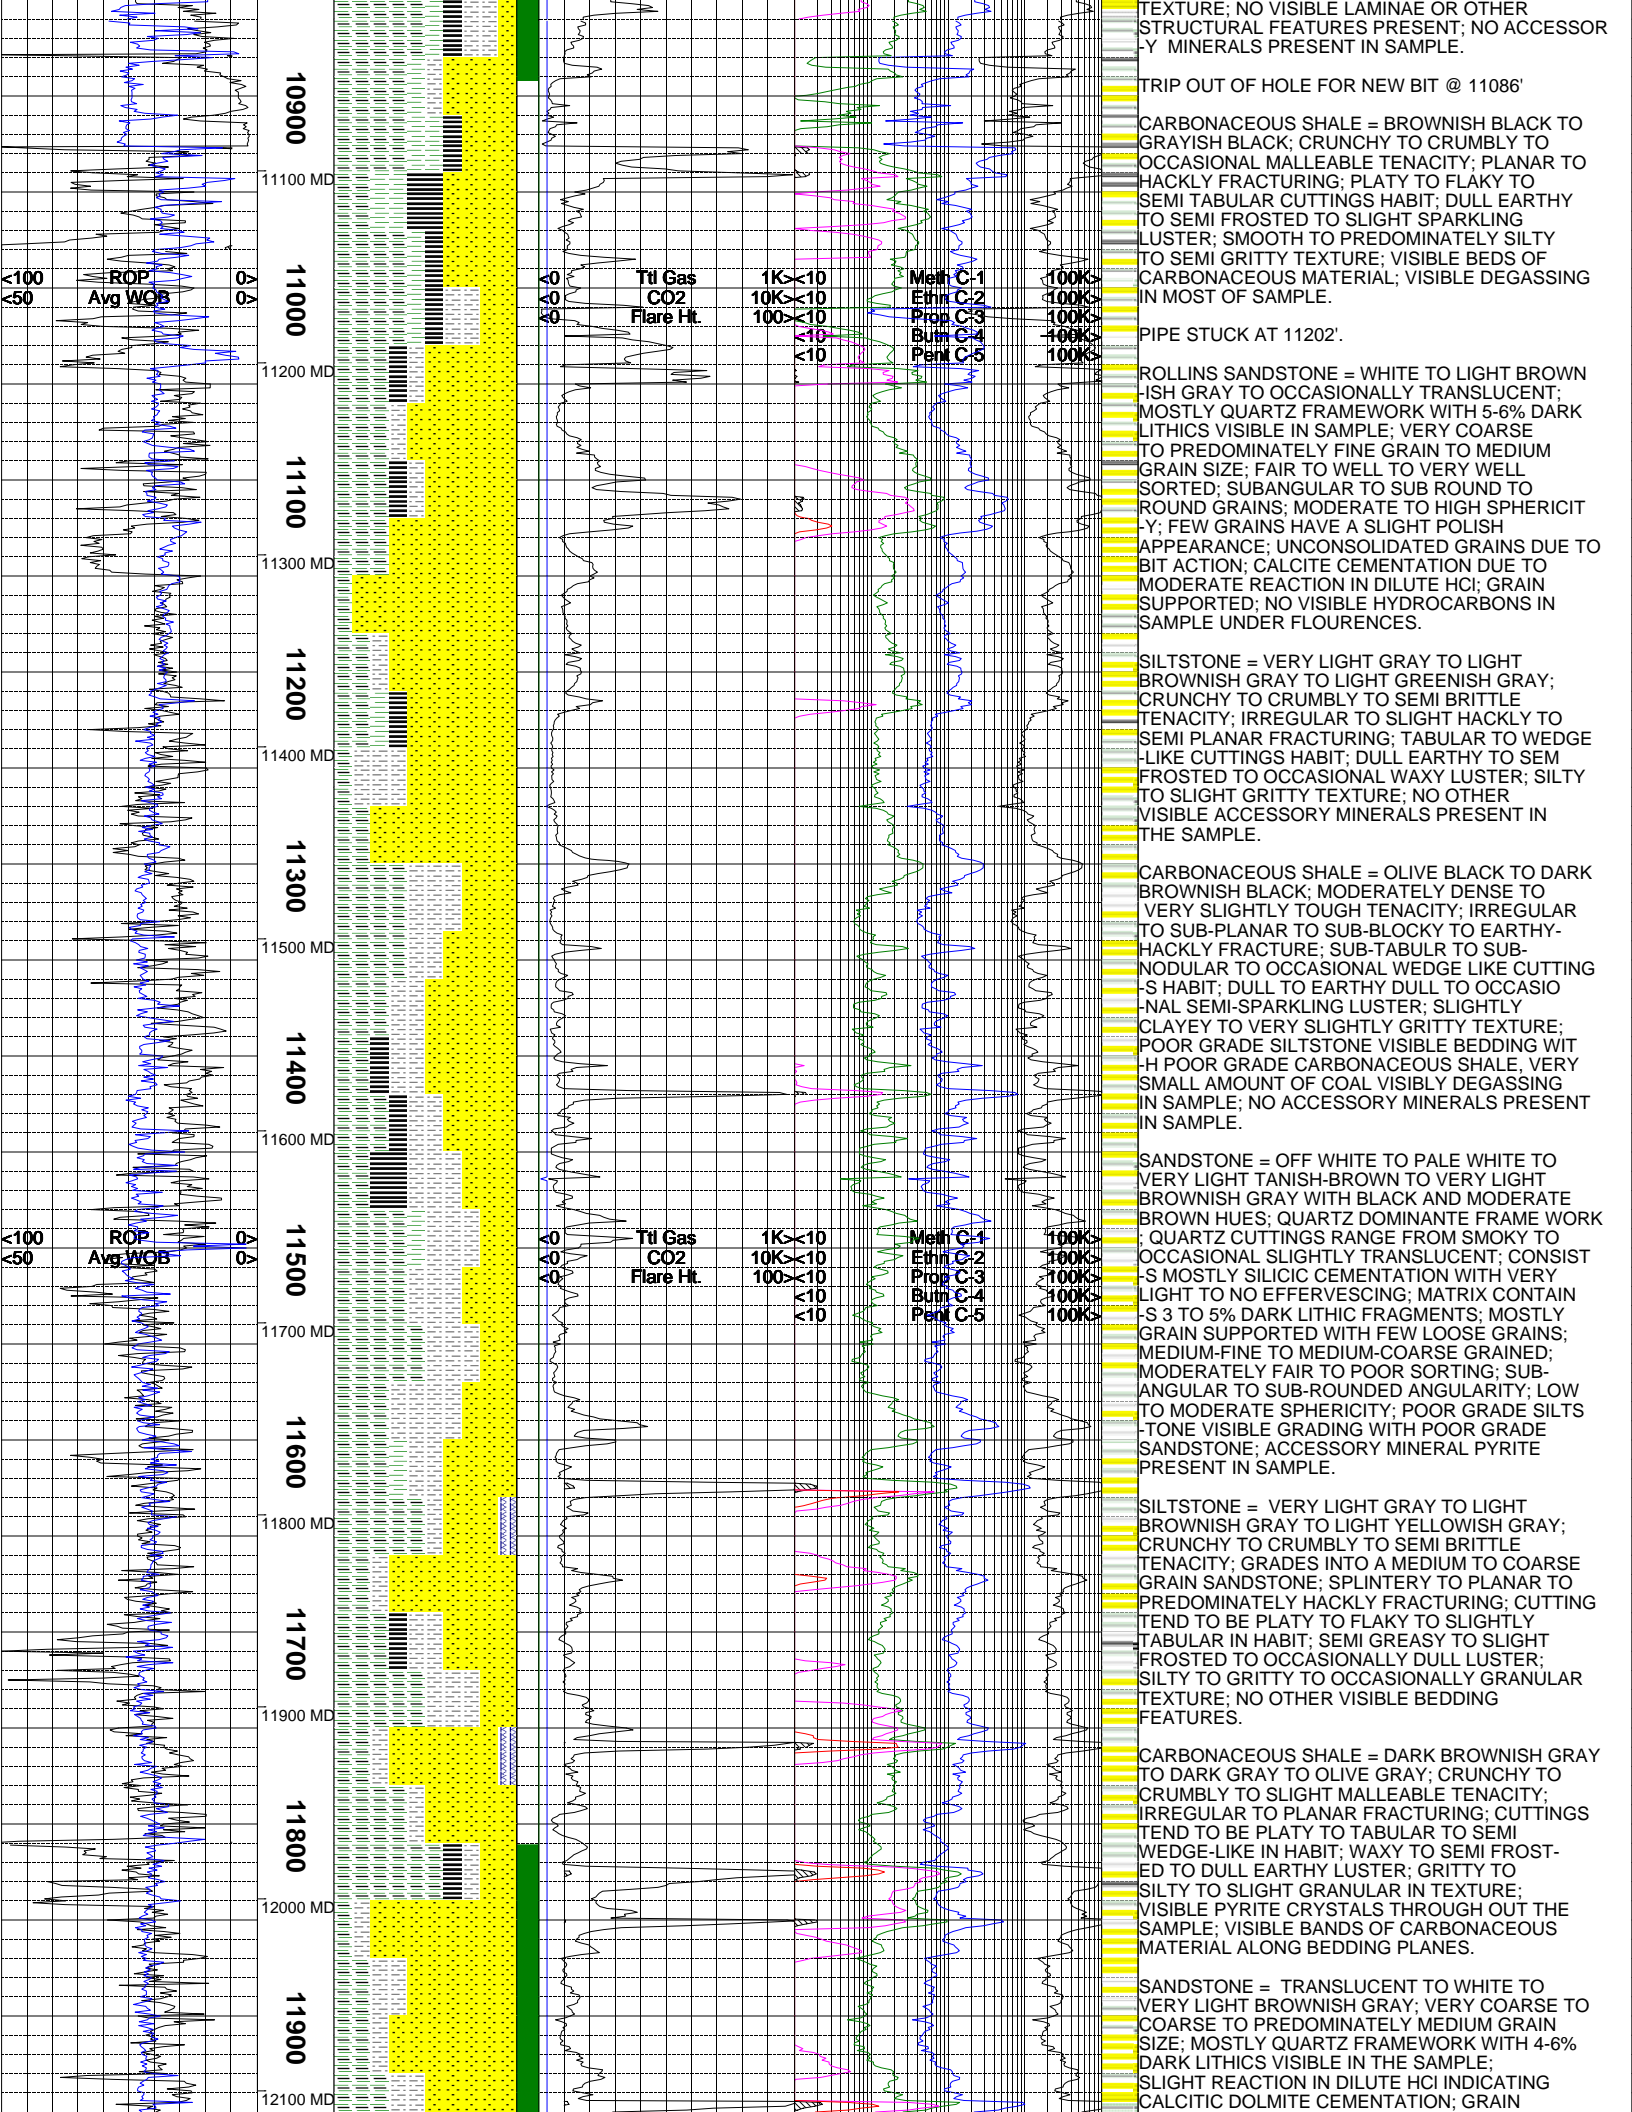 TEXTURE; NO VISIBLE LAMINAE OR OTHER
STRUCTURAL FEATURES PRESENT; NO ACCESSOR
-Y MINERALS PRESENT IN SAMPLE.
TRIP OUT OF HOLE FOR NEW BIT @ 11086'
CARBONACEOUS SHALE = BROWNISH BLACK TO
GRAYISH BLACK; CRUNCHY TO CRUMBLY TO
OCCASIONAL MALLEABLE TENACITY; PLANAR TO
HACKLY FRACTURING; PLATY TO FLAKY TO
SEMI TABULAR CUTTINGS HABIT; DULL EARTHY
TO SEMI FROSTED TO SLIGHT SPARKLING
LUSTER; SMOOTH TO PREDOMINATELY SILTY
TO SEMI GRITTY TEXTURE; VISIBLE BEDS OF
CARBONACEOUS MATERIAL; VISIBLE DEGASSING
IN MOST OF SAMPLE.
PIPE STUCK AT 11202'.
ROLLINS SANDSTONE = WHITE TO LIGHT BROWN
-ISH GRAY TO OCCASIONALLY TRANSLUCENT;
MOSTLY QUARTZ FRAMEWORK WITH 5-6% DARK
LITHICS VISIBLE IN SAMPLE; VERY COARSE
TO PREDOMINATELY FINE GRAIN TO MEDIUM
GRAIN SIZE; FAIR TO WELL TO VERY WELL
SORTED; SUBANGULAR TO SUB ROUND TO
ROUND GRAINS; MODERATE TO HIGH SPHERICIT
-Y; FEW GRAINS HAVE A SLIGHT POLISH
APPEARANCE; UNCONSOLIDATED GRAINS DUE TO
BIT ACTION; CALCITE CEMENTATION DUE TO
MODERATE REACTION IN DILUTE HCl; GRAIN
SUPPORTED; NO VISIBLE HYDROCARBONS IN
SAMPLE UNDER FLOURENCES.
SILTSTONE = VERY LIGHT GRAY TO LIGHT
BROWNISH GRAY TO LIGHT GREENISH GRAY;
CRUNCHY TO CRUMBLY TO SEMI BRITTLE
TENACITY; IRREGULAR TO SLIGHT HACKLY TO
SEMI PLANAR FRACTURING; TABULAR TO WEDGE
-LIKE CUTTINGS HABIT; DULL EARTHY TO SEM
FROSTED TO OCCASIONAL WAXY LUSTER; SILTY
TO SLIGHT GRITTY TEXTURE; NO OTHER
VISIBLE ACCESSORY MINERALS PRESENT IN
THE SAMPLE.
CARBONACEOUS SHALE = OLIVE BLACK TO DARK
BROWNISH BLACK; MODERATELY DENSE TO
VERY SLIGHTLY TOUGH TENACITY; IRREGULAR
TO SUB-PLANAR TO SUB-BLOCKY TO EARTHY-
HACKLY FRACTURE; SUB-TABULR TO SUB-
NODULAR TO OCCASIONAL WEDGE LIKE CUTTING
-S HABIT; DULL TO EARTHY DULL TO OCCASIO
-NAL SEMI-SPARKLING LUSTER; SLIGHTLY
CLAYEY TO VERY SLIGHTLY GRITTY TEXTURE;
POOR GRADE SILTSTONE VISIBLE BEDDING WIT
-H POOR GRADE CARBONACEOUS SHALE, VERY
SMALL AMOUNT OF COAL VISIBLY DEGASSING
IN SAMPLE; NO ACCESSORY MINERALS PRESENT
IN SAMPLE.
SANDSTONE = OFF WHITE TO PALE WHITE TO
VERY LIGHT TANISH-BROWN TO VERY LIGHT
BROWNISH GRAY WITH BLACK AND MODERATE
BROWN HUES; QUARTZ DOMINANTE FRAME WORK
; QUARTZ CUTTINGS RANGE FROM SMOKY TO
OCCASIONAL SLIGHTLY TRANSLUCENT; CONSIST
-S MOSTLY SILICIC CEMENTATION WITH VERY
LIGHT TO NO EFFERVESCING; MATRIX CONTAIN
-S 3 TO 5% DARK LITHIC FRAGMENTS; MOSTLY
GRAIN SUPPORTED WITH FEW LOOSE GRAINS;
MEDIUM-FINE TO MEDIUM-COARSE GRAINED;
MODERATELY FAIR TO POOR SORTING; SUB-
ANGULAR TO SUB-ROUNDED ANGULARITY; LOW
TO MODERATE SPHERICITY; POOR GRADE SILTS
-TONE VISIBLE GRADING WITH POOR GRADE
SANDSTONE; ACCESSORY MINERAL PYRITE
PRESENT IN SAMPLE.
SILTSTONE = VERY LIGHT GRAY TO LIGHT
BROWNISH GRAY TO LIGHT YELLOWISH GRAY;
CRUNCHY TO CRUMBLY TO SEMI BRITTLE
TENACITY; GRADES INTO A MEDIUM TO COARSE
GRAIN SANDSTONE; SPLINTERY TO PLANAR TO
PREDOMINATELY HACKLY FRACTURING; CUTTING
TEND TO BE PLATY TO FLAKY TO SLIGHTLY
TABULAR IN HABIT; SEMI GREASY TO SLIGHT
FROSTED TO OCCASIONALLY DULL LUSTER;
SILTY TO GRITTY TO OCCASIONALLY GRANULAR
TEXTURE; NO OTHER VISIBLE BEDDING
FEATURES.
CARBONACEOUS SHALE = DARK BROWNISH GRAY
TO DARK GRAY TO OLIVE GRAY; CRUNCHY TO
CRUMBLY TO SLIGHT MALLEABLE TENACITY;
IRREGULAR TO PLANAR FRACTURING; CUTTINGS
TEND TO BE PLATY TO TABULAR TO SEMI
WEDGE-LIKE IN HABIT; WAXY TO SEMI FROST-
ED TO DULL EARTHY LUSTER; GRITTY TO
SILTY TO SLIGHT GRANULAR IN TEXTURE;
VISIBLE PYRITE CRYSTALS THROUGH OUT THE
SAMPLE; VISIBLE BANDS OF CARBONACEOUS
MATERIAL ALONG BEDDING PLANES.
SANDSTONE = TRANSLUCENT TO WHITE TO
VERY LIGHT BROWNISH GRAY; VERY COARSE TO
COARSE TO PREDOMINATELY MEDIUM GRAIN
SIZE; MOSTLY QUARTZ FRAMEWORK WITH 4-6%
DARK LITHICS VISIBLE IN THE SAMPLE;
SLIGHT REACTION IN DILUTE HCl INDICATING
CALCITIC DOLMITE CEMENTATION; GRAIN
10900
11100 MD
<100 ROP 0> <0 Ttl Gas 1K> <10 Meth C-1 100K>
<50 Avg WOB 0> <0 CO2 10K> <10 Ethn C-2 100K>
11000
<0 Flare Ht. 100> <10 Prop C-3 100K>
<10 Butn C-4 100K>
<10 Pent C-5 100K>
11200 MD
11100
11300 MD
11200
11400 MD
11300
11500 MD
11400
11600 MD
<100 ROP 0> <0 Ttl Gas 1K> <10 Meth C-1 100K>
<50 Avg WOB 0> <0 CO2 10K> <10 Ethn C-2 100K>
11500
<0 Flare Ht. 100> <10 Prop C-3 100K>
<10 Butn C-4 100K>
<10 Pent C-5 100K>
11700 MD
11600
11800 MD
11700
11900 MD
11800
12000 MD
11900
12100 MD